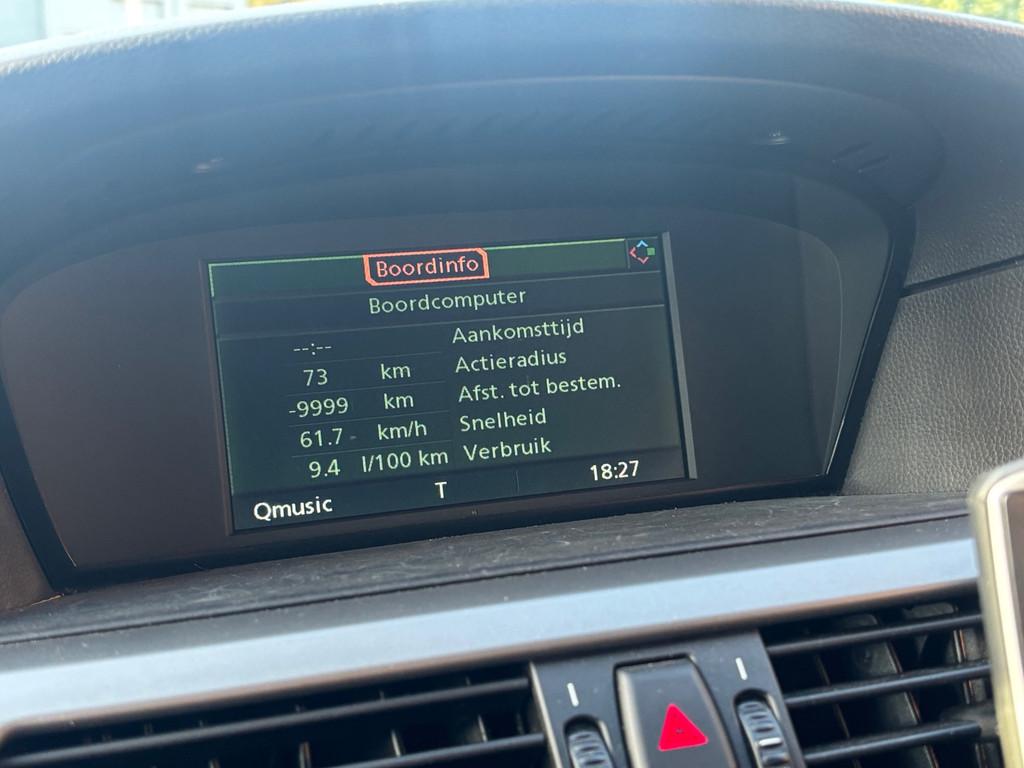 Boordinfo
Boordcomputer
--:-- Aankomsttijd
73 km Actieradius
-9999 km Afst. tot bestem.
61.7 km/h Snelheid
9.4 l/100 km Verbruik
Qmusic T 18:27